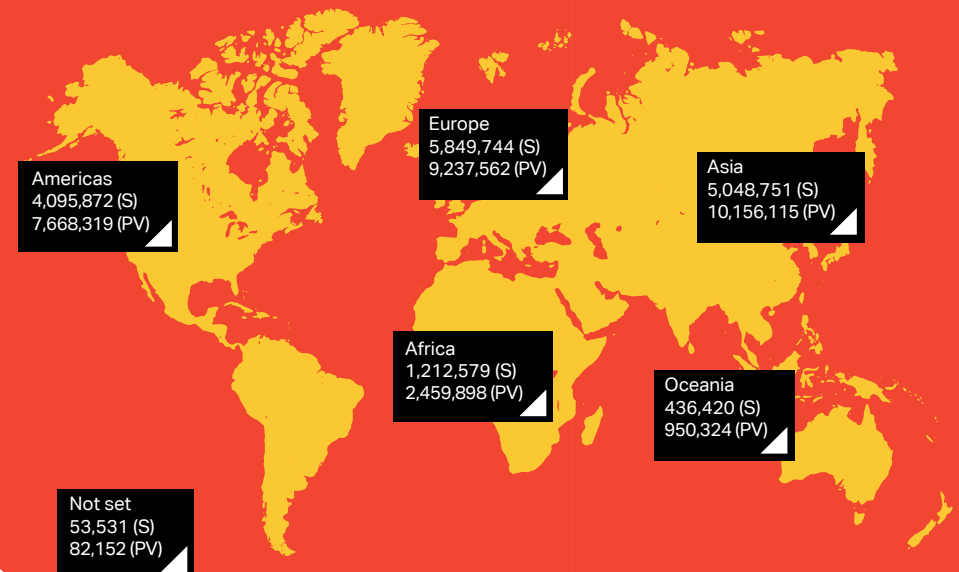 Europe
5,849,744 (S)
9,237,562 (PV)
Asia
5,048,751 (S)
10,156,115 (PV)
Americas
4,095,872 (S)
7,668,319 (PV)
Africa
1,212,579 (S)
2,459,898 (PV)
Oceania
436,420 (S)
950,324 (PV)
Not set
53,531 (S)
82,152 (PV)